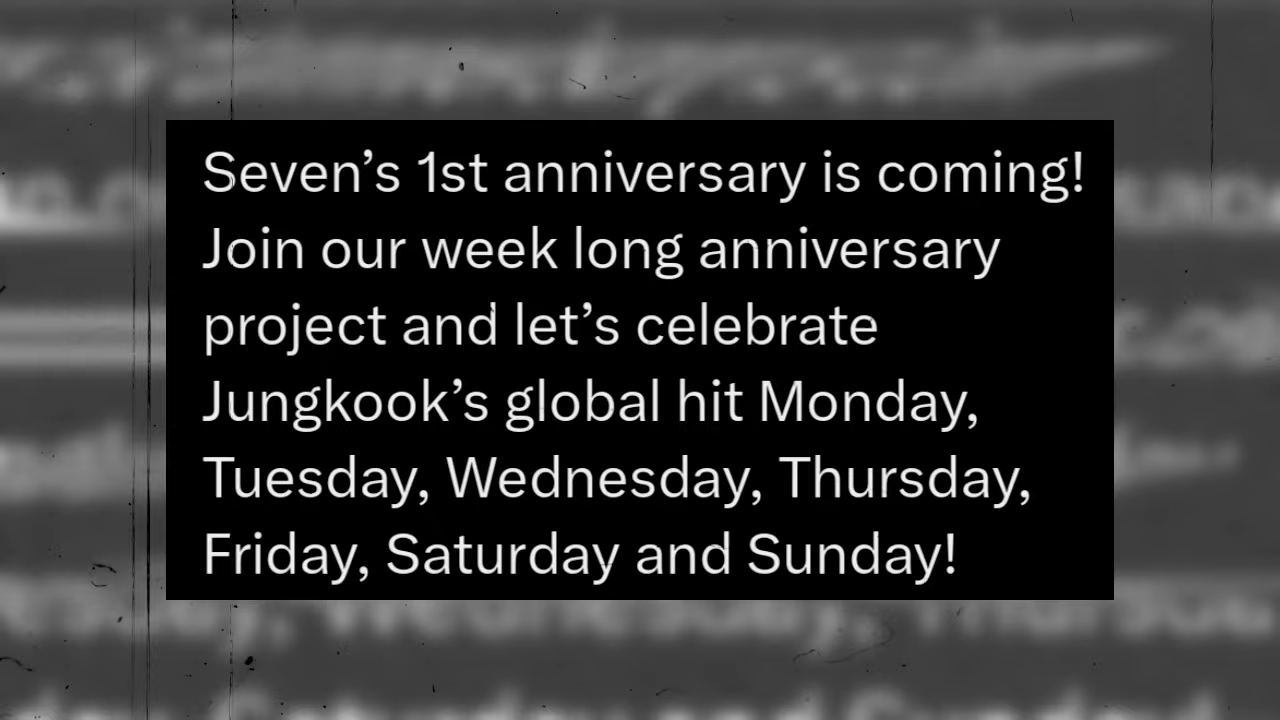 Seven’s 1st anniversary is coming!
Join our week long anniversary
project and let’s celebrate
Jungkook’s global hit Monday,
Tuesday, Wednesday, Thursday,
Friday, Saturday and Sunday!